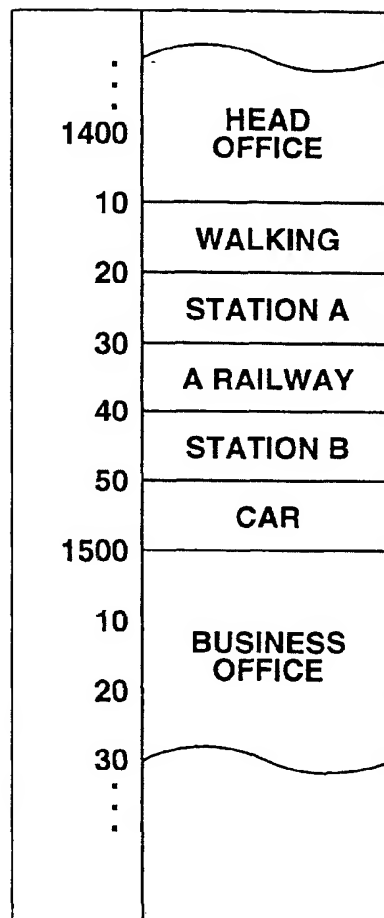 1400
HEAD
OFFICE
10
WALKING
20
STATION A
30
A RAILWAY
40
STATION B
50
CAR
1500
10
BUSINESS
OFFICE
20
30